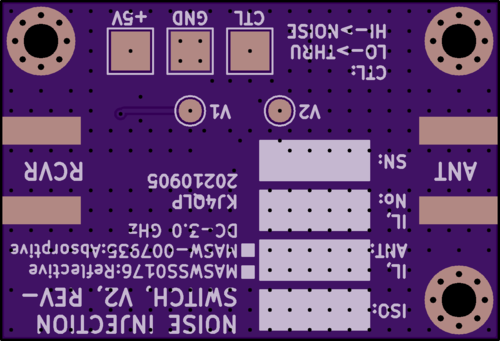 NOISE INJECTION
SWITCH, V2, REV-
ISO:
IL,
ANT:
MASWSS0176:Reflective
MASW-007935:Absorptive
DC-3.0 GHz
KJ4QLP
20210905
IL,
No:
SN:
ANT
RCVR
V2
V1
CTL:
LO->THRU
HI->NOISE
CTL
GND
+5V